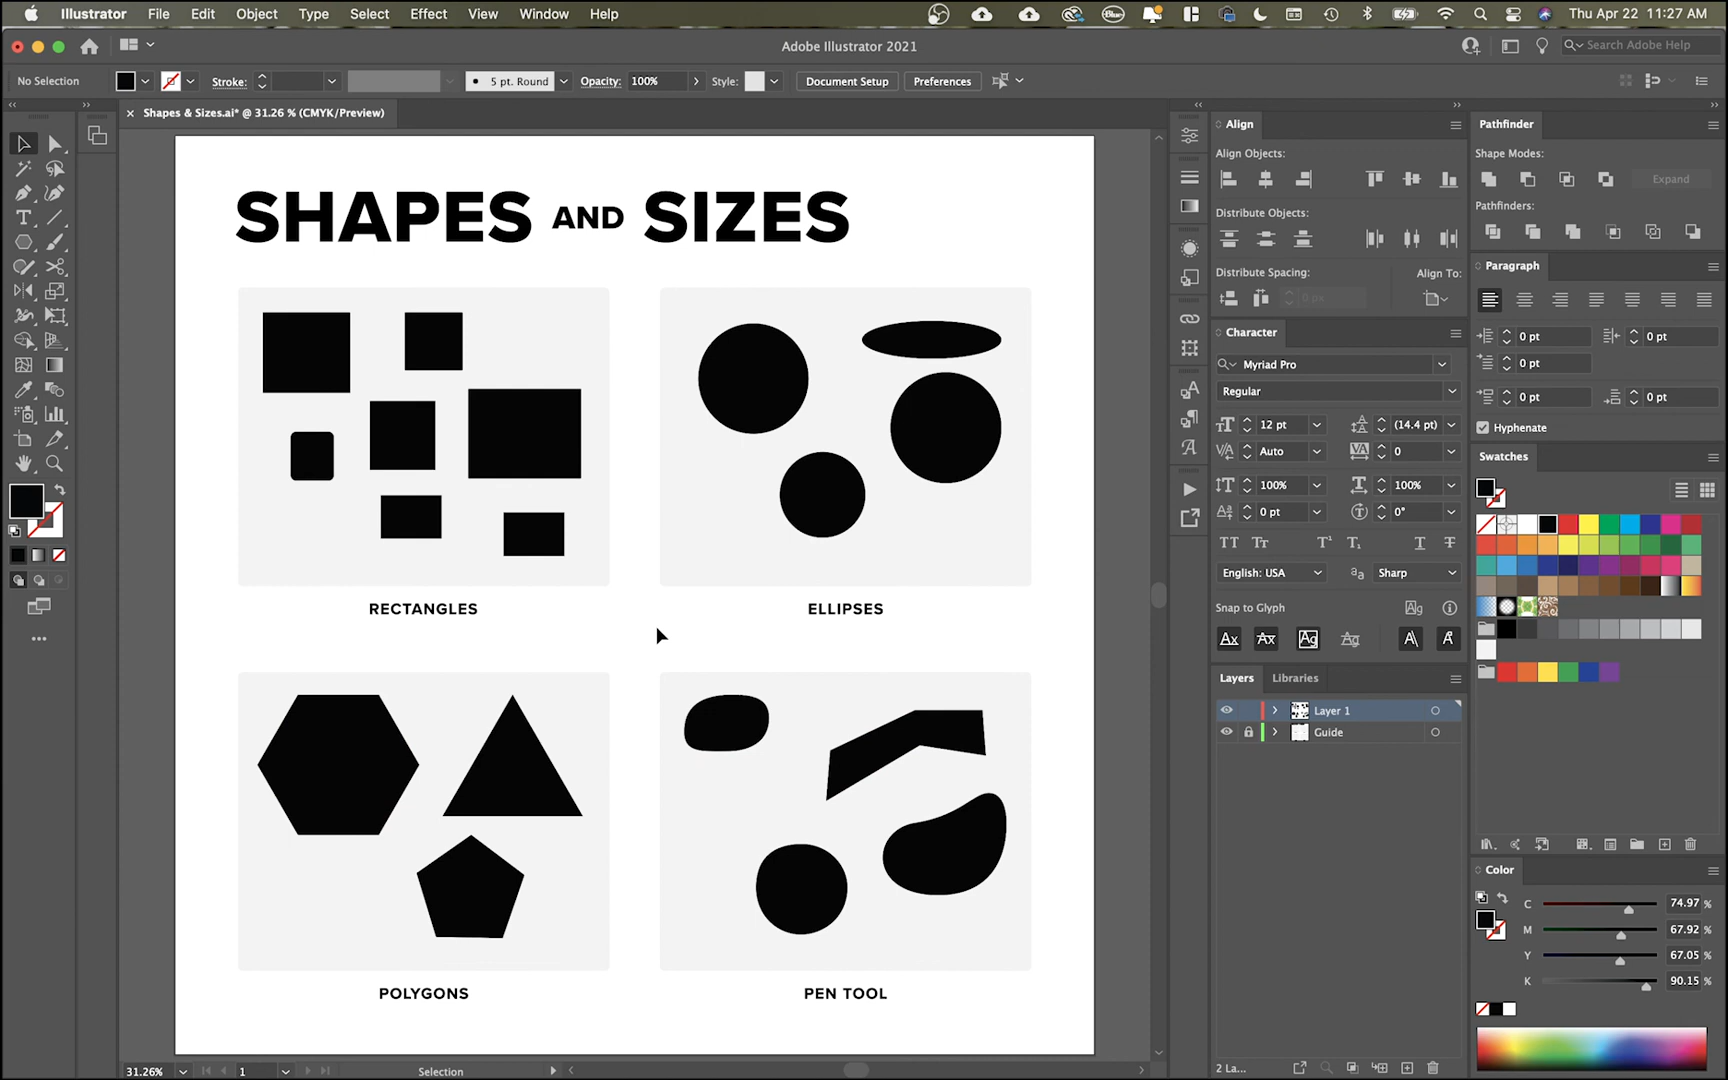 Illustrator File Edit Object Type Select Effect View Window Help Blue Thu Apr 22 11:27 AM
Adobe Illustrator 2021 Search Adobe Help
No Selection Stroke: 5 pt. Round Opacity: 100% Style: Document Setup Preferences
× Shapes & Sizes.ai* @ 31.26 % (CMYK/Preview)
SHAPES AND SIZES
RECTANGLES
ELLIPSES
POLYGONS
PEN TOOL
31.26% 1 Selection
Align
Align Objects:
Distribute Objects:
Distribute Spacing: Align To:
0 px
Character
Myriad Pro
Regular
12 pt (14.4 pt)
Auto 0
100% 100%
0 pt 0°
English: USA Sharp
Snap to Glyph
Layers Libraries
Layer 1
Guide
2 La...
Pathfinder
Shape Modes:
Expand
Pathfinders:
Paragraph
0 pt 0 pt
0 pt
0 pt 0 pt
Hyphenate
Swatches
Color
C 74.97 %
M 67.92 %
Y 67.05 %
K 90.15 %